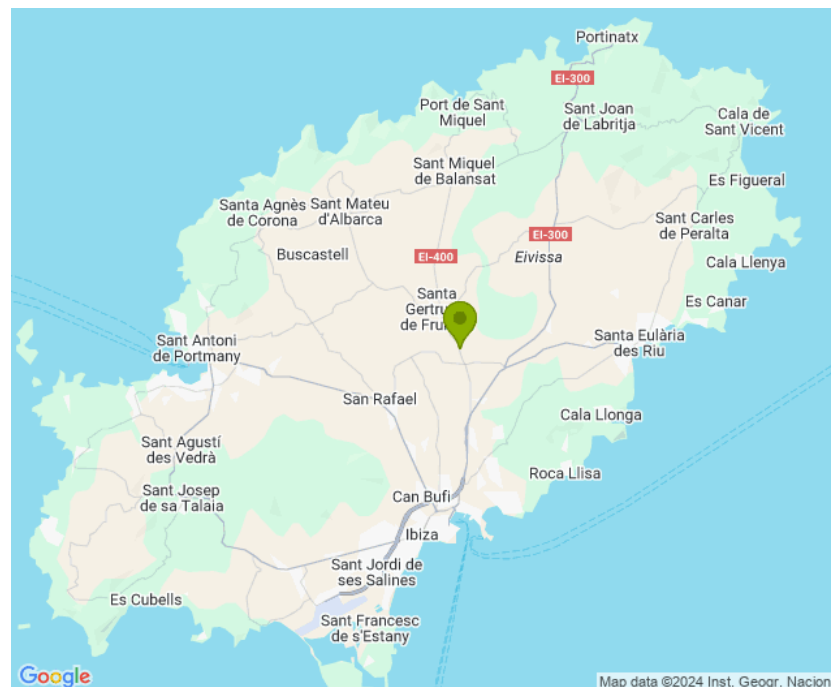 Portinatx
EI-300
Port de Sant
Miquel
Sant Joan
de Labritja
Cala de
Sant Vicent
Sant Miquel
de Balansat
Es Figueral
Santa Agnès
de Corona
Sant Mateu
d'Albarca
Sant Carles
de Peralta
EI-300
Buscastell
EI-400
Eivissa
Cala Llenya
Santa
de
Es Canar
Sant Antoni
de Portmany
Santa Eulària
des Riu
San Rafael
Cala Llonga
Sant Agustí
des Vedrà
Roca Llisa
Sant Josep
de sa Talaia
Can Bufi
Ibiza
Sant Jordi de
ses Salines
Es Cubells
Sant Francesc
de s'Estany
Google
Map data ©2024 Inst. Geogr. Nacion